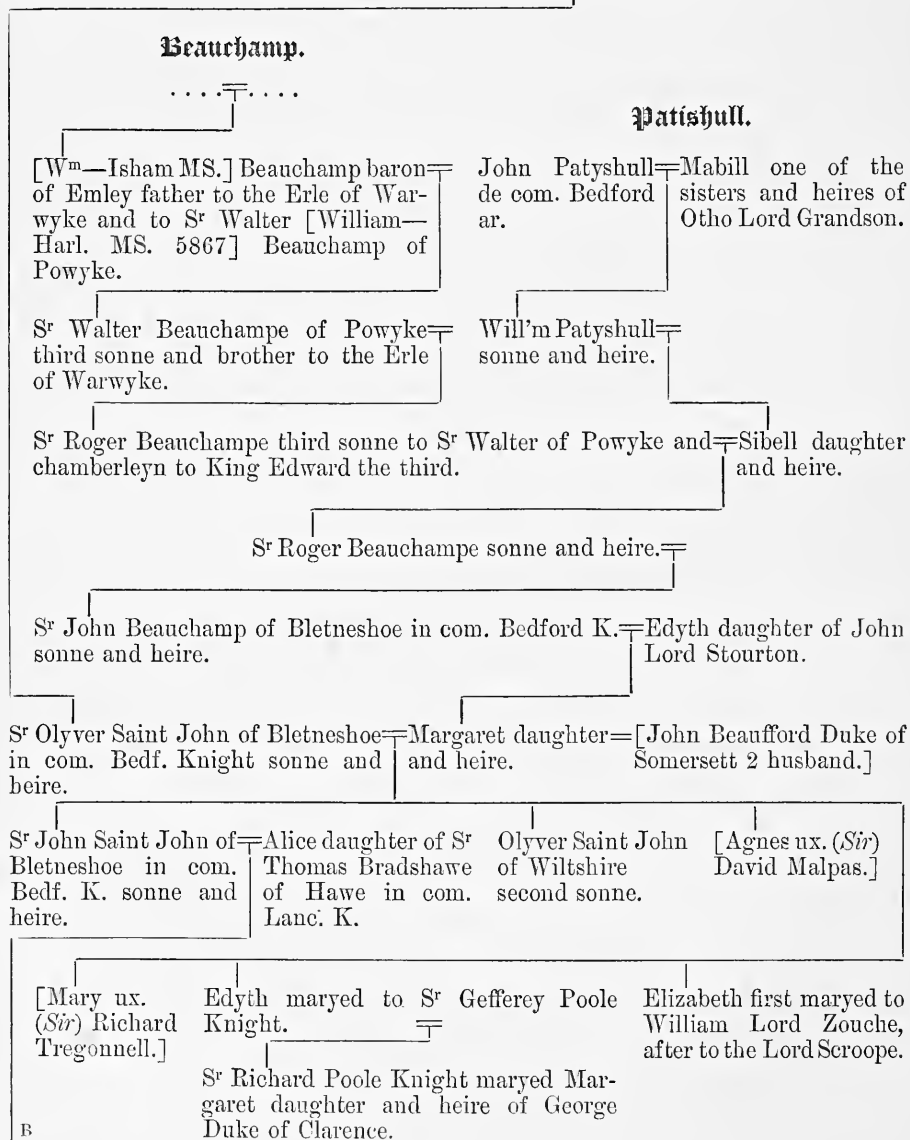 Beauchamp.
. . . . . . . .
Patishull.
[Wm—Isham MS.] Beauchamp baron
of Emley father to the Erle of War-
wyke and to Sr Walter [William—
Harl. MS. 5867] Beauchamp of
Powyke.
John Patyshull
de com. Bedford
ar.
Mabill one of the
sisters and heires of
Otho Lord Grandson.
Sr Walter Beauchampe of Powyke
third sonne and brother to the Erle
of Warwyke.
Will'm Patyshull
sonne and heire.
Sr Roger Beauchampe third sonne to Sr Walter of Powyke and
chamberleyn to King Edward the third.
Sibell daughter
and heire.
Sr Roger Beauchampe sonne and heire.
Sr John Beauchamp of Bletneshoe in com. Bedford K.
sonne and heire.
Edyth daughter of John
Lord Stourton.
Sr Olyver Saint John of Bletneshoe
in com. Bedf. Knight sonne and
heire.
Margaret daughter
and heire.
[John Beaufford Duke of
Somersett 2 husband.]
Sr John Saint John of
Bletneshoe in com.
Bedf. K. sonne and
heire.
Alice daughter of Sr
Thomas Bradshawe
of Hawe in com.
Lanc. K.
Olyver Saint John
of Wiltshire
second sonne.
[Agnes ux. (Sir)
David Malpas.]
[Mary ux.
(Sir) Richard
Tregonnell.]
Edyth maryed to Sr Gefferey Poole
Knight.
Sr Richard Poole Knight maryed Mar-
garet daughter and heire of George
Duke of Clarence.
Elizabeth first maryed to
William Lord Zouche,
after to the Lord Scroope.
B